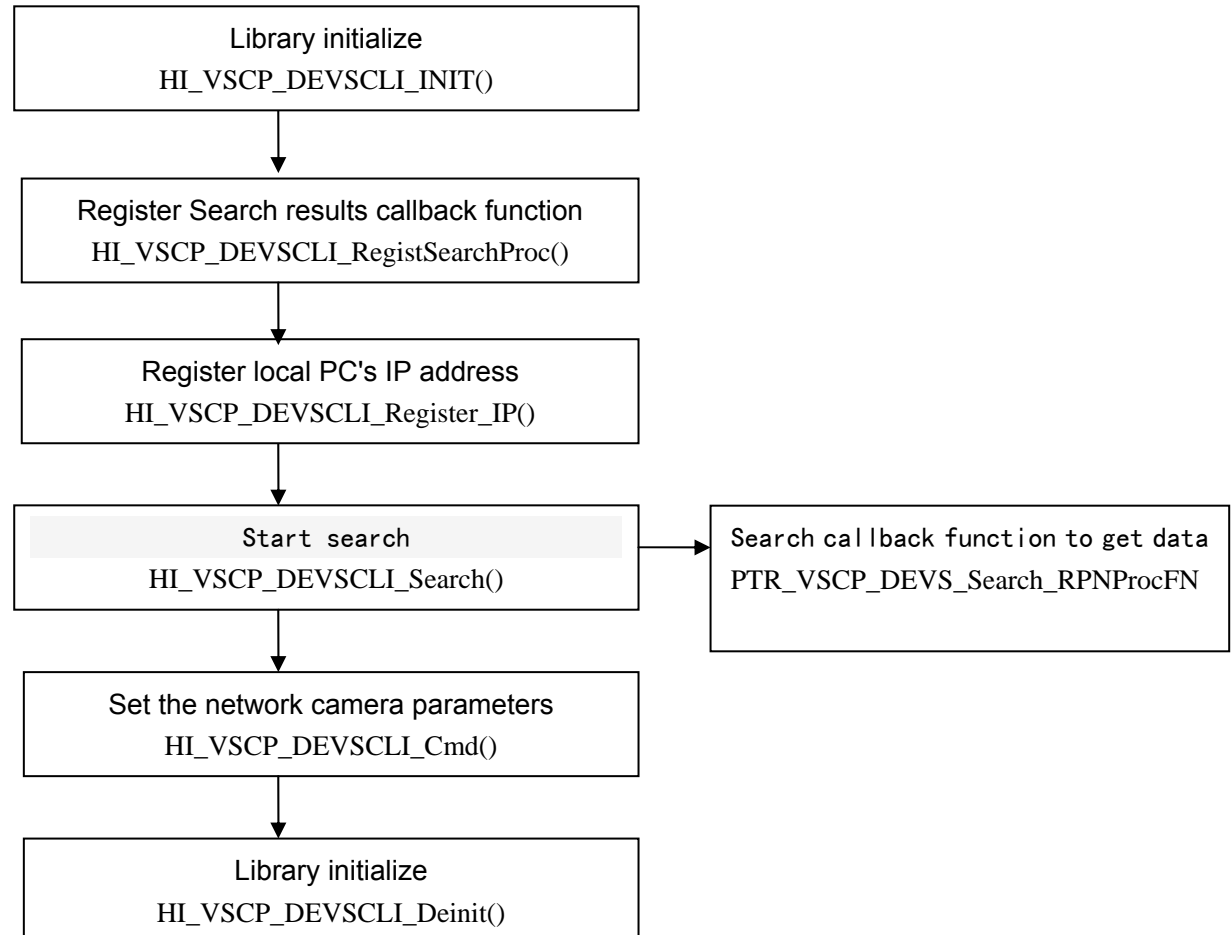 Library initialize
HI_VSCP_DEVSCLI_INIT()
Register Search results callback function
HI_VSCP_DEVSCLI_RegistSearchProc()
Register local PC's IP address
HI_VSCP_DEVSCLI_Register_IP()
Start search
HI_VSCP_DEVSCLI_Search()
Search callback function to get data
PTR_VSCP_DEVS_Search_RPNProcFN
Set the network camera parameters
HI_VSCP_DEVSCLI_Cmd()
Library initialize
HI_VSCP_DEVSCLI_Deinit()